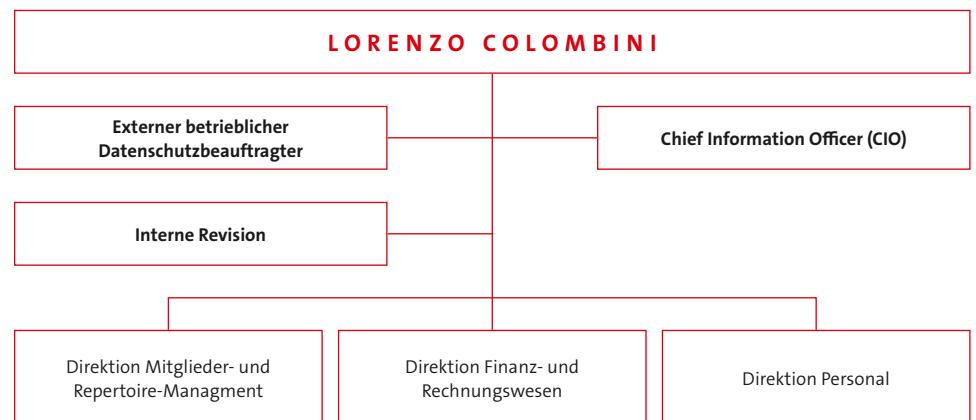 LORENZO COLOMBINI
Externer betrieblicher
Datenschutzbeauftragter
Chief Information Officer (CIO)
Interne Revision
Direktion Mitglieder- und
Repertoire-Managment
Direktion Finanz- und
Rechnungswesen
Direktion Personal